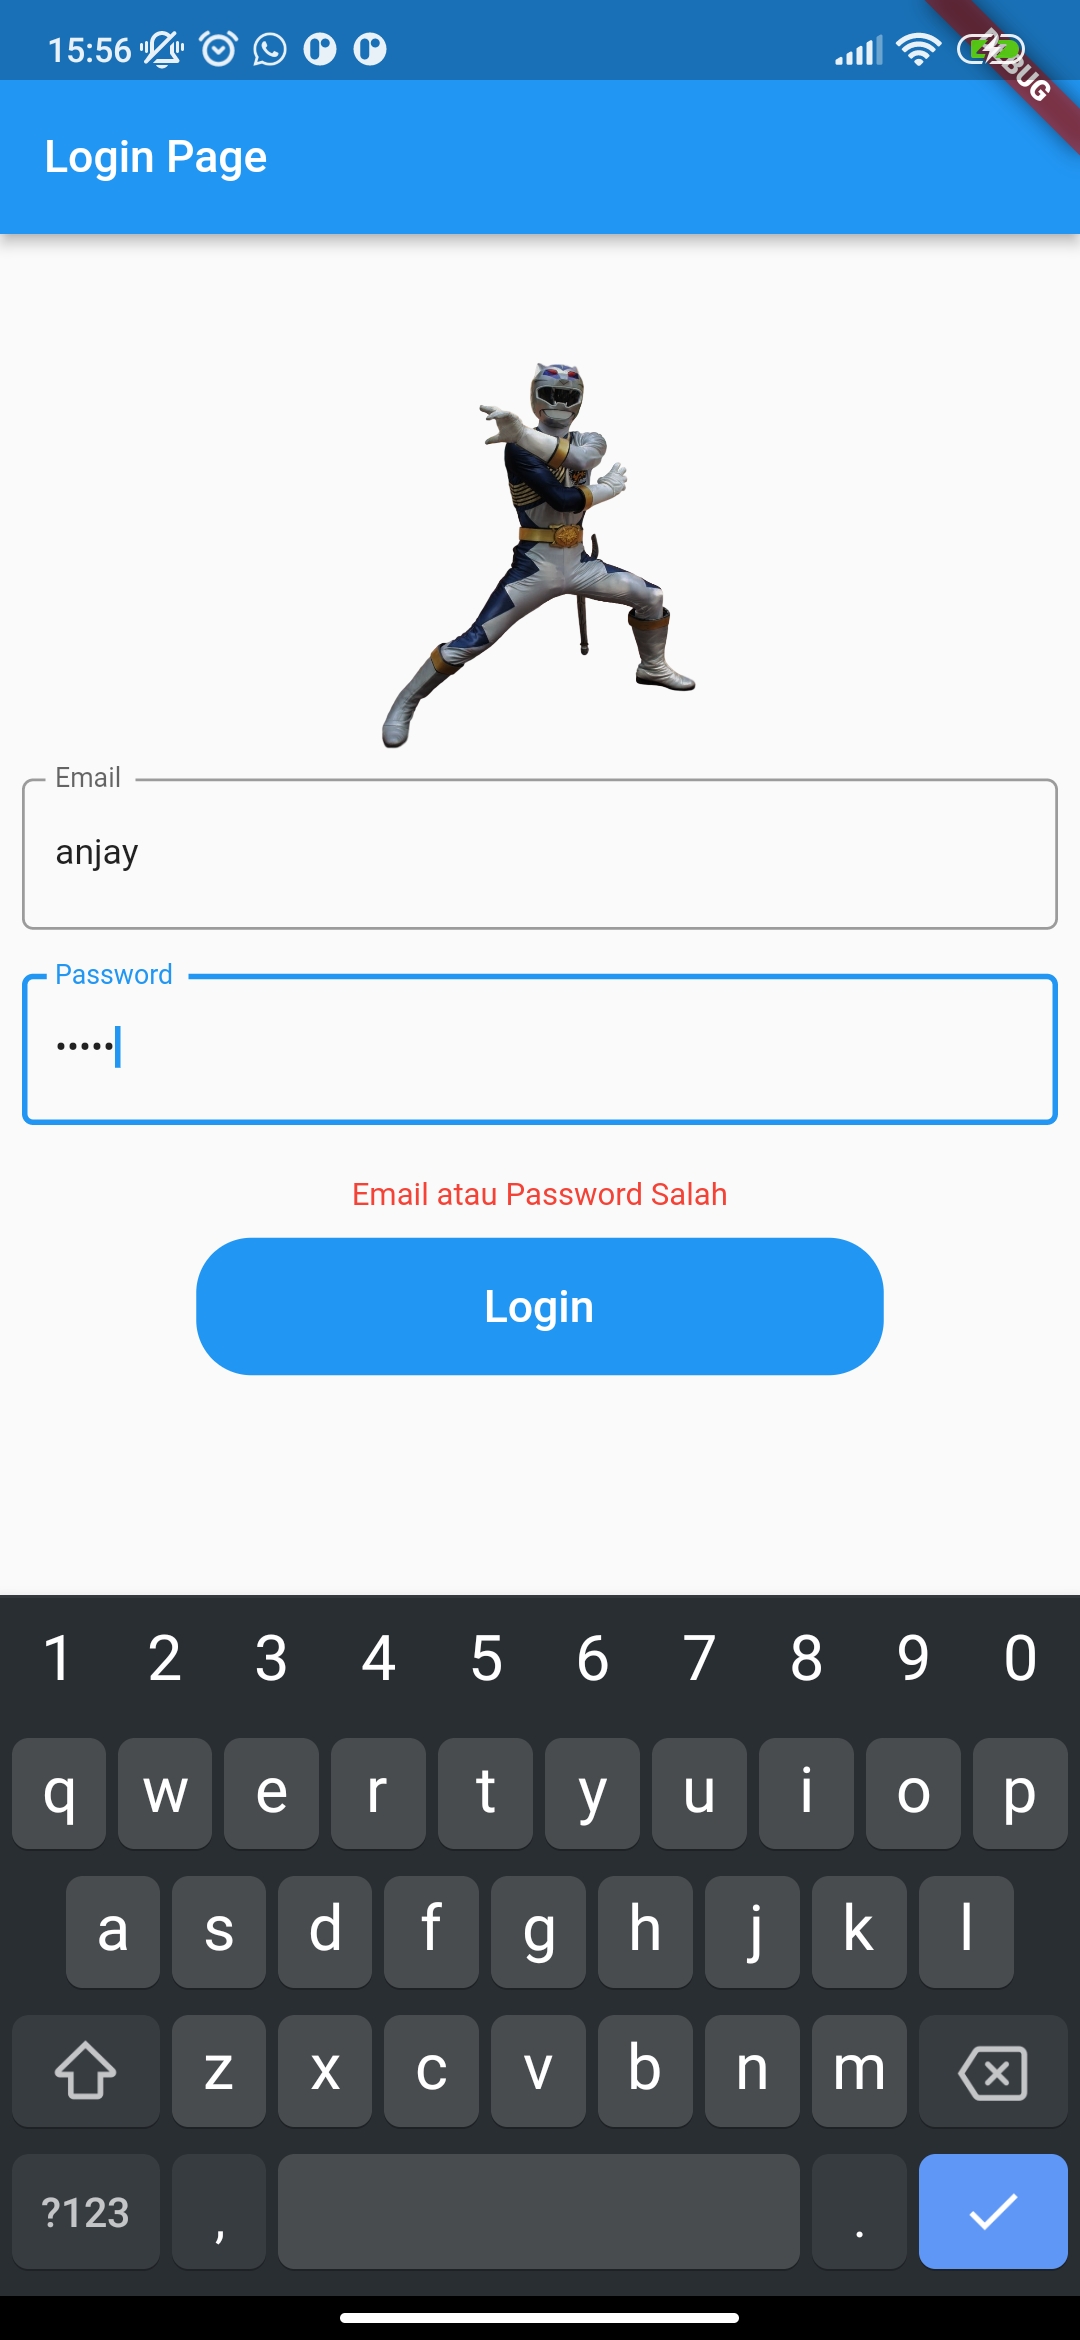 15:56
DEBUG
Login Page
Email
anjay
Password
•••••
Email atau Password Salah
Login
1 2 3 4 5 6 7 8 9 0
q w e r t y u i o p
a s d f g h j k l
z x c v b n m
?123 , .